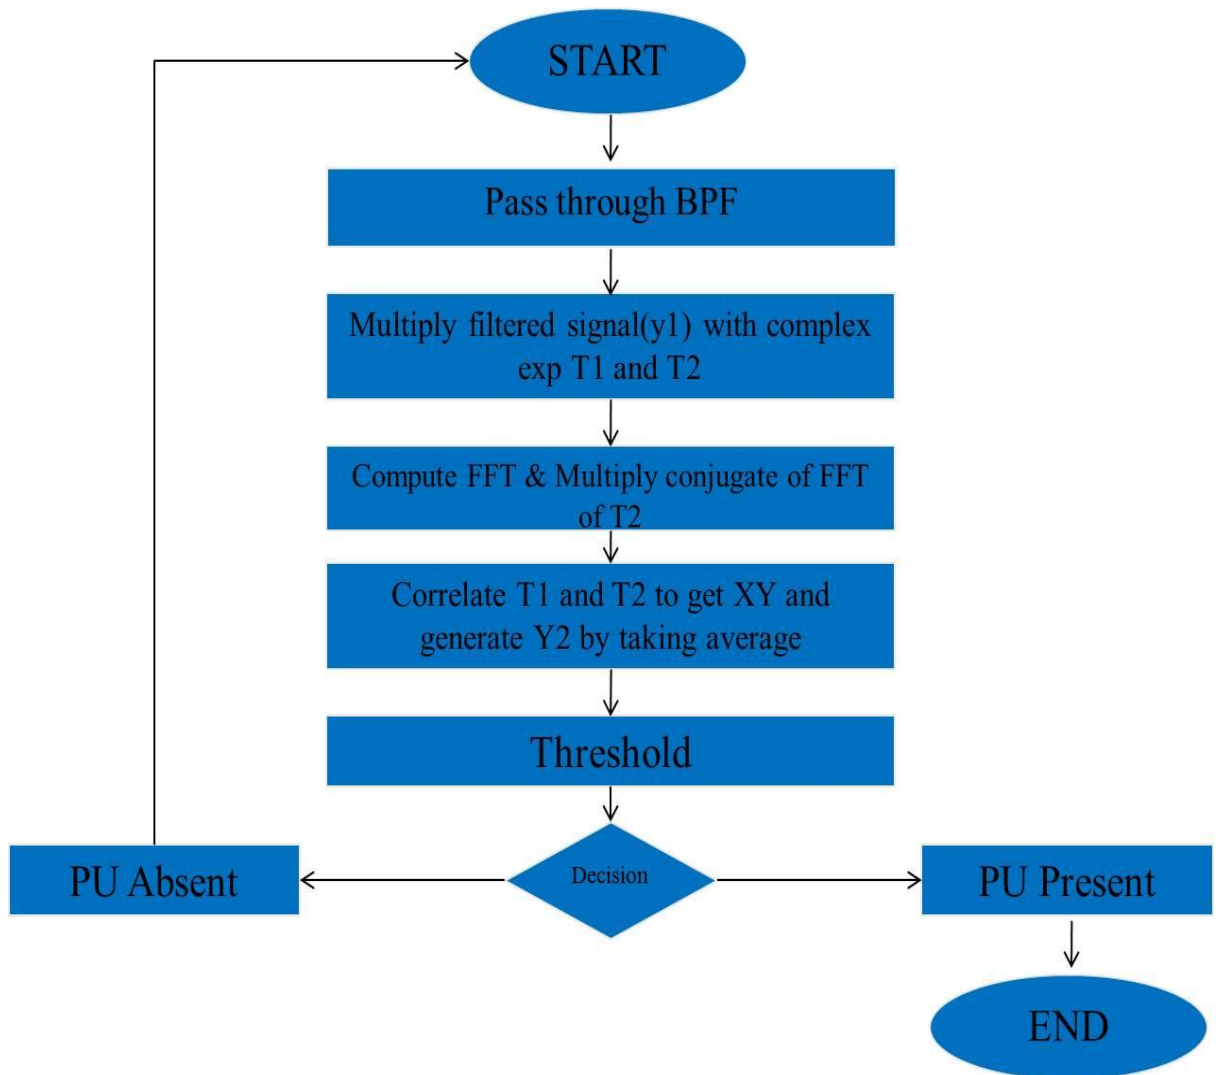 START
Pass through BPF
Multiply filtered signal(y1) with complex
exp T1 and T2
Compute FFT & Multiply conjugate of FFT
of T2
Correlate T1 and T2 to get XY and
generate Y2 by taking average
Threshold
PU Absent
Decision
PU Present
END